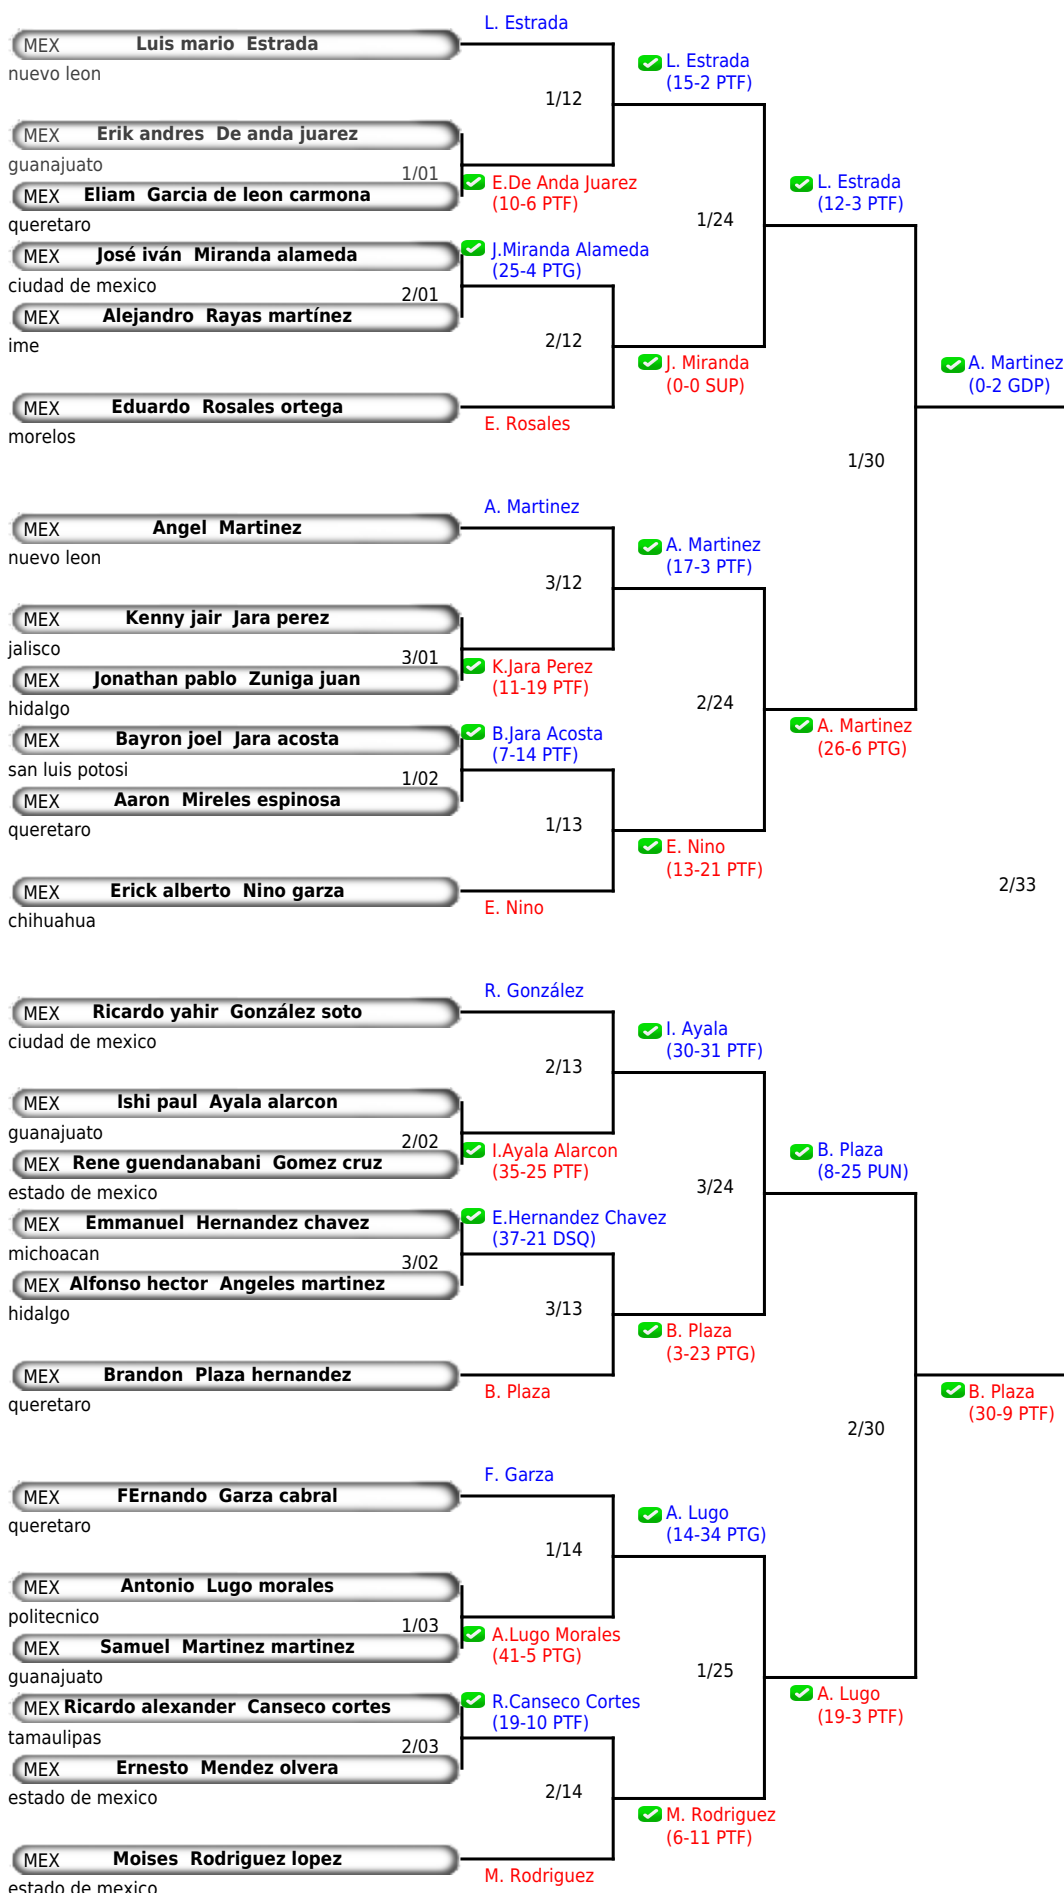 L. Estrada
MEX Luis mario Estrada
nuevo leon
L. Estrada
(15-2 PTF)
1/12
MEX Erik andres De anda juarez
guanajuato
1/01
E.De Anda Juarez
(10-6 PTF)
MEX Eliam Garcia de leon carmona
queretaro
L. Estrada
(12-3 PTF)
1/24
MEX José iván Miranda alameda
ciudad de mexico
J.Miranda Alameda
(25-4 PTG)
2/01
MEX Alejandro Rayas martínez
ime
2/12
J. Miranda
(0-0 SUP)
A. Martinez
(0-2 GDP)
MEX Eduardo Rosales ortega
morelos
E. Rosales
1/30
A. Martinez
MEX Angel Martinez
nuevo leon
A. Martinez
(17-3 PTF)
3/12
MEX Kenny jair Jara perez
jalisco
3/01
K.Jara Perez
(11-19 PTF)
MEX Jonathan pablo Zuniga juan
hidalgo
2/24
A. Martinez
(26-6 PTG)
MEX Bayron joel Jara acosta
san luis potosi
B.Jara Acosta
(7-14 PTF)
1/02
MEX Aaron Mireles espinosa
queretaro
1/13
E. Nino
(13-21 PTF)
2/33
MEX Erick alberto Nino garza
chihuahua
E. Nino
R. González
MEX Ricardo yahir González soto
ciudad de mexico
I. Ayala
(30-31 PTF)
2/13
MEX Ishi paul Ayala alarcon
guanajuato
2/02
I.Ayala Alarcon
(35-25 PTF)
MEX Rene guendanabani Gomez cruz
estado de mexico
B. Plaza
(8-25 PUN)
3/24
MEX Emmanuel Hernandez chavez
michoacan
E.Hernandez Chavez
(37-21 DSQ)
3/02
MEX Alfonso hector Angeles martinez
hidalgo
3/13
B. Plaza
(3-23 PTG)
MEX Brandon Plaza hernandez
queretaro
B. Plaza
B. Plaza
(30-9 PTF)
2/30
F. Garza
MEX FErnando Garza cabral
queretaro
A. Lugo
(14-34 PTG)
1/14
MEX Antonio Lugo morales
politecnico
1/03
A.Lugo Morales
(41-5 PTG)
MEX Samuel Martinez martinez
guanajuato
1/25
A. Lugo
(19-3 PTF)
MEX Ricardo alexander Canseco cortes
tamaulipas
R.Canseco Cortes
(19-10 PTF)
2/03
MEX Ernesto Mendez olvera
estado de mexico
2/14
M. Rodriguez
(6-11 PTF)
MEX Moises Rodriguez lopez
estado de mexico
M. Rodriguez